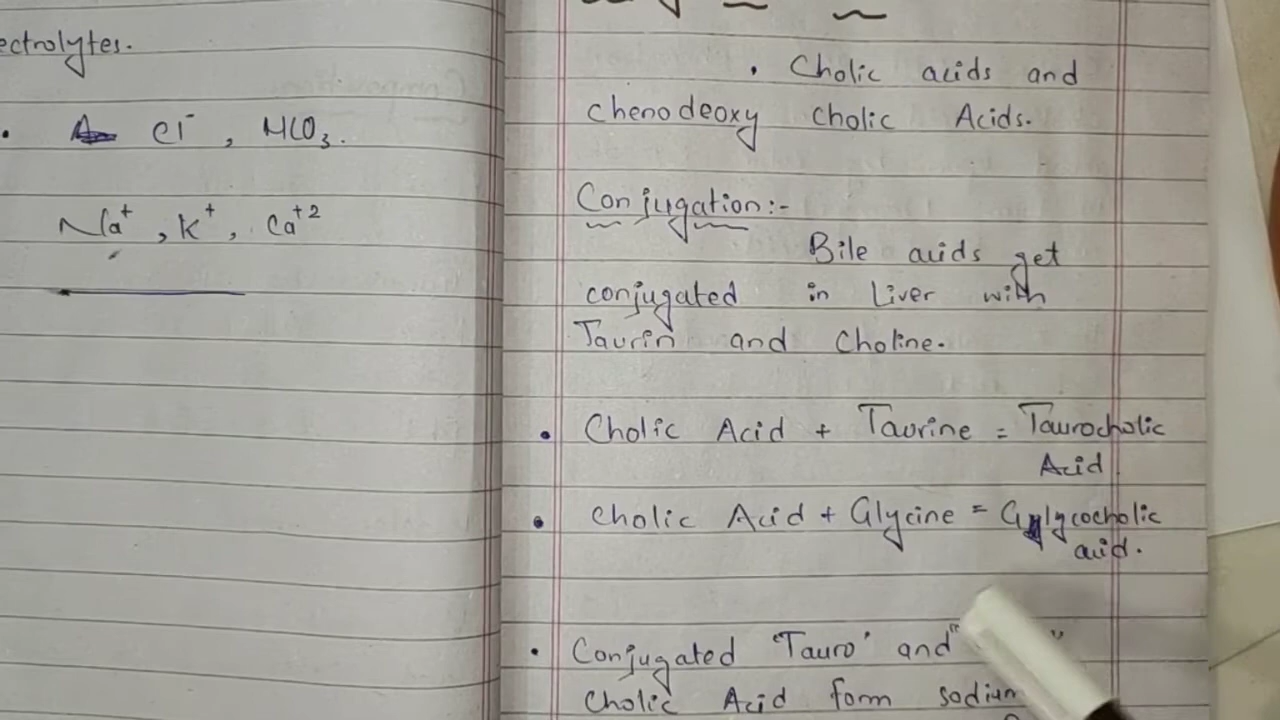 ectrolytes.
• Cl⁻, HCO₃.
Na⁺, K⁺, Ca⁺²
• Cholic acids and
chenodeoxy cholic Acids.
Conjugation:-
Bile acids get
conjugated in Liver with
Taurin and Choline.
• Cholic Acid + Taurine = Taurocholic
Acid.
• Cholic Acid + Glycine = Glycocholic
acid.
• Conjugated "Tauro" and "
Cholic Acid form sodium